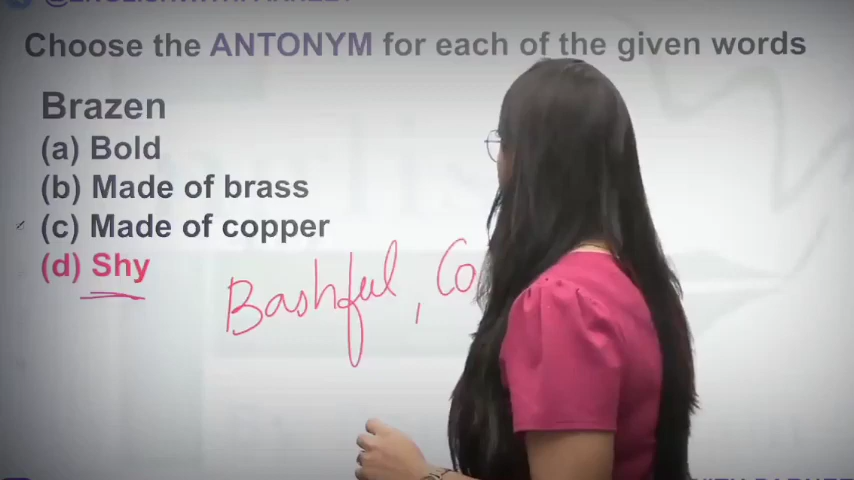 Choose the ANTONYM for each of the given words
Brazen
(a) Bold
(b) Made of brass
(c) Made of copper
(d) Shy
Bashful, Co